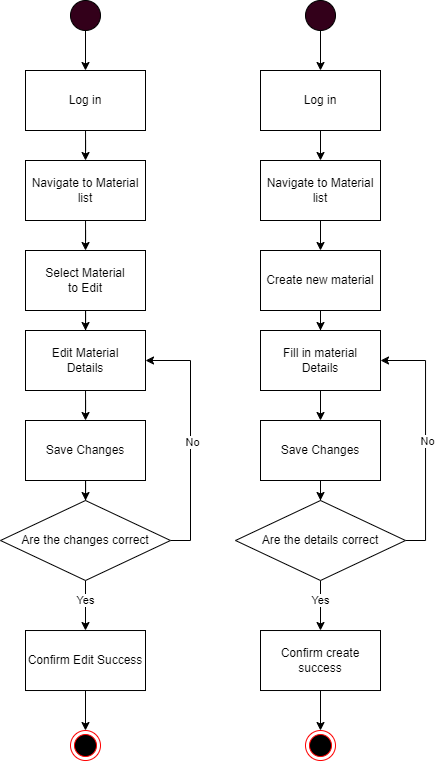 Log in
Navigate to Material
list
Select Material
to Edit
Edit Material
Details
Save Changes
No
Are the changes correct
Yes
Confirm Edit Success
Log in
Navigate to Material
list
Create new material
Fill in material
Details
Save Changes
No
Are the details correct
Yes
Confirm create
success